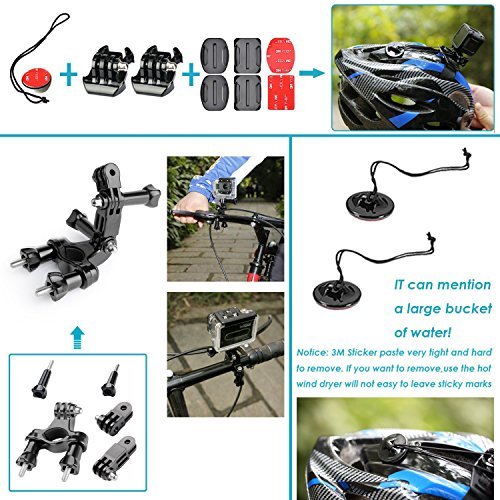 IT can mention
a large bucket
of water!
Notice: 3M Sticker paste very tight and hard
to remove. If you want to remove,use the hot
wind dryer will not easy to leave sticky marks